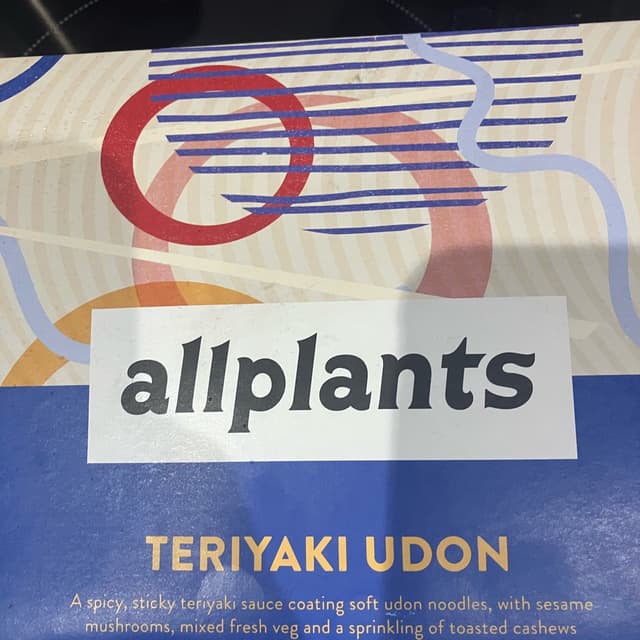 allplants
TERIYAKI UDON
A spicy, sticky teriyaki sauce coating soft udon noodles, with sesame
mushrooms, mixed fresh veg and a sprinkling of toasted cashews